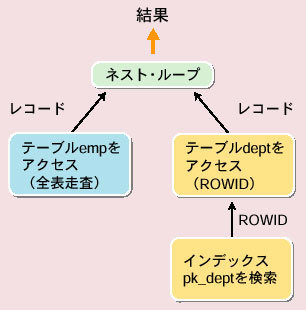 結果
ネスト・ループ
レコード
レコード
テーブルempを
アクセス
（全表走査）
テーブルdeptを
アクセス
（ROWID）
ROWID
インデックス
pk_deptを検索